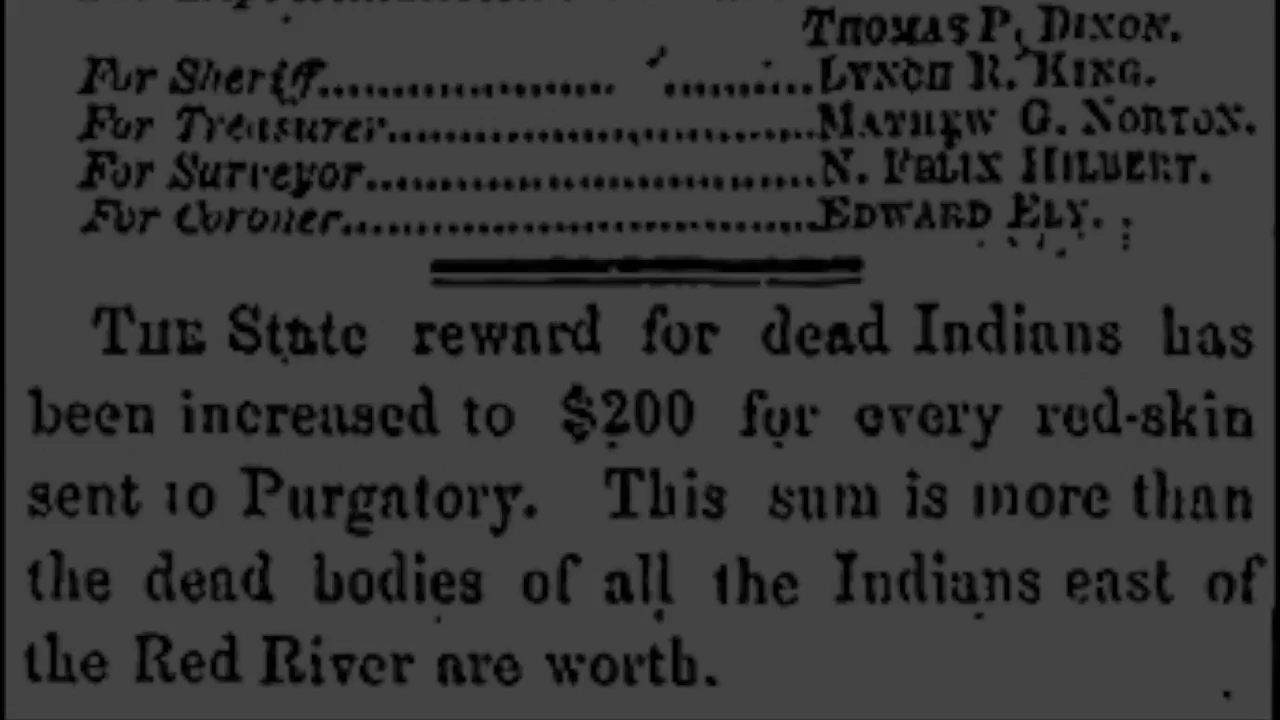 THOMAS P. DIXON.
For Sheriff........................ ..........LYNCH R. KING.
For Treasurer..............................MATHEW G. NORTON.
For Surveyor................................N. FELIX HILBERT.
For Coroner..................................EDWARD ELY.
THE State reward for dead Indians has
been increased to $200 for every red-skin
sent to Purgatory. This sum is more than
the dead bodies of all the Indians east of
the Red River are worth.